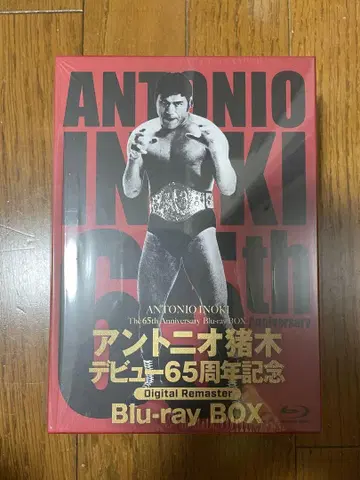 ANTONIO
INOKI
65th
Anniversary
ANTONIO INOKI
The 65th Anniversary Blu-ray BOX
アントニオ猪木
デビュー65周年記念
Digital Remaster
Blu-ray BOX